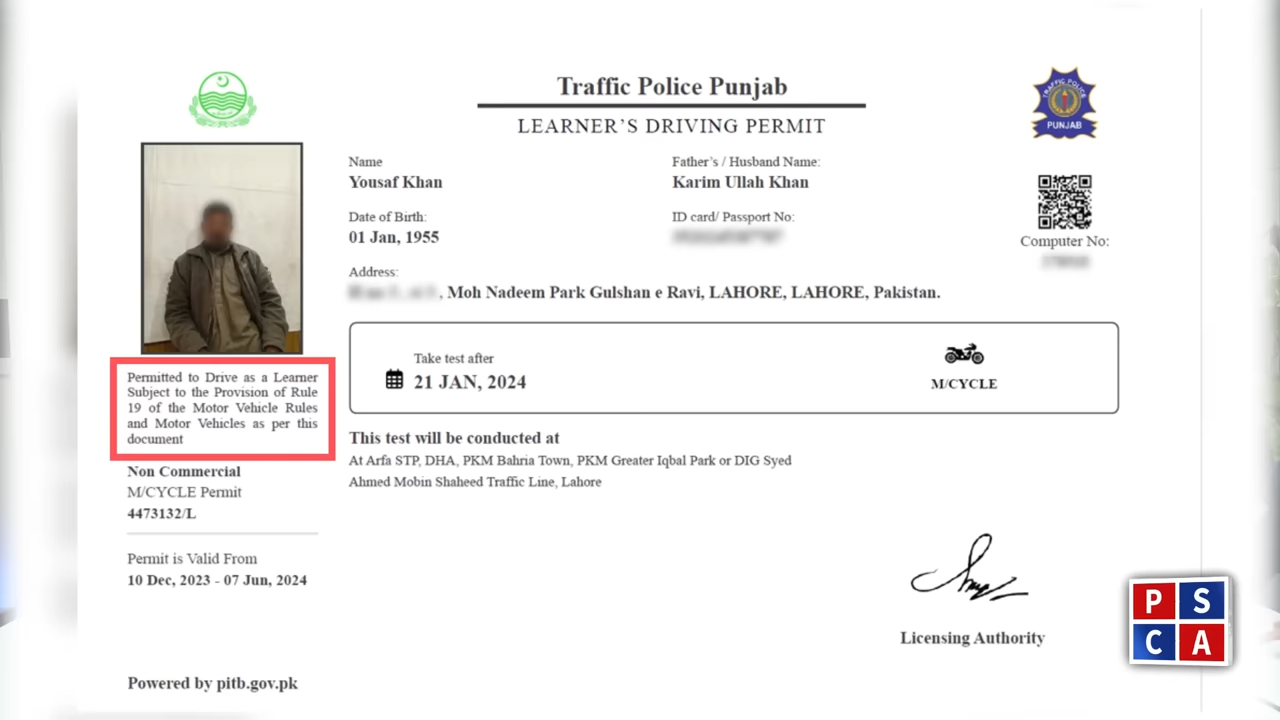 Traffic Police Punjab
LEARNER'S DRIVING PERMIT
TRAFFIC POLICE
PUNJAB
Name
Yousaf Khan
Father's / Husband Name:
Karim Ullah Khan
Date of Birth:
01 Jan, 1955
ID card/ Passport No:
Computer No:
Address:
, Moh Nadeem Park Gulshan e Ravi, LAHORE, LAHORE, Pakistan.
Take test after
21 JAN, 2024
M/CYCLE
This test will be conducted at
At Arfa STP, DHA, PKM Bahria Town, PKM Greater Iqbal Park or DIG Syed
Ahmed Mobin Shaheed Traffic Line, Lahore
Permitted to Drive as a Learner
Subject to the Provision of Rule
19 of the Motor Vehicle Rules
and Motor Vehicles as per this
document
Non Commercial
M/CYCLE Permit
4473132/L
Permit is Valid From
10 Dec, 2023 - 07 Jun, 2024
Licensing Authority
Powered by pitb.gov.pk
P S
C A